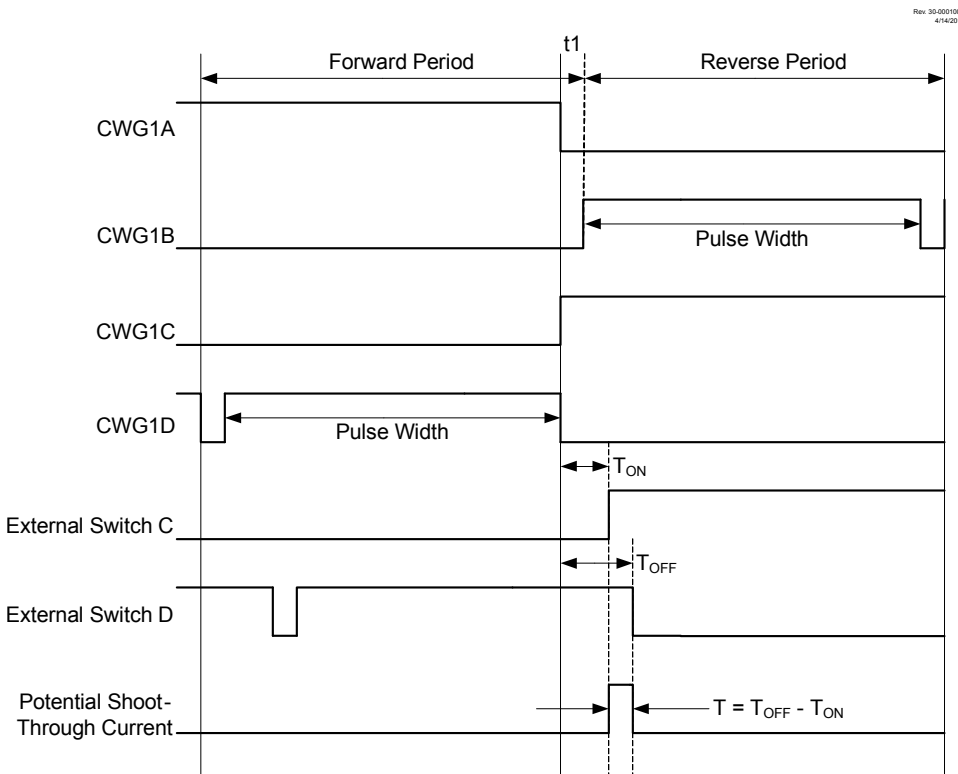 Rev. 30-000100
4/14/20
t1
Forward Period
Reverse Period
CWG1A
CWG1B
Pulse Width
CWG1C
CWG1D
Pulse Width
TON
External Switch C
TOFF
External Switch D
Potential Shoot-
Through Current
T = TOFF - TON